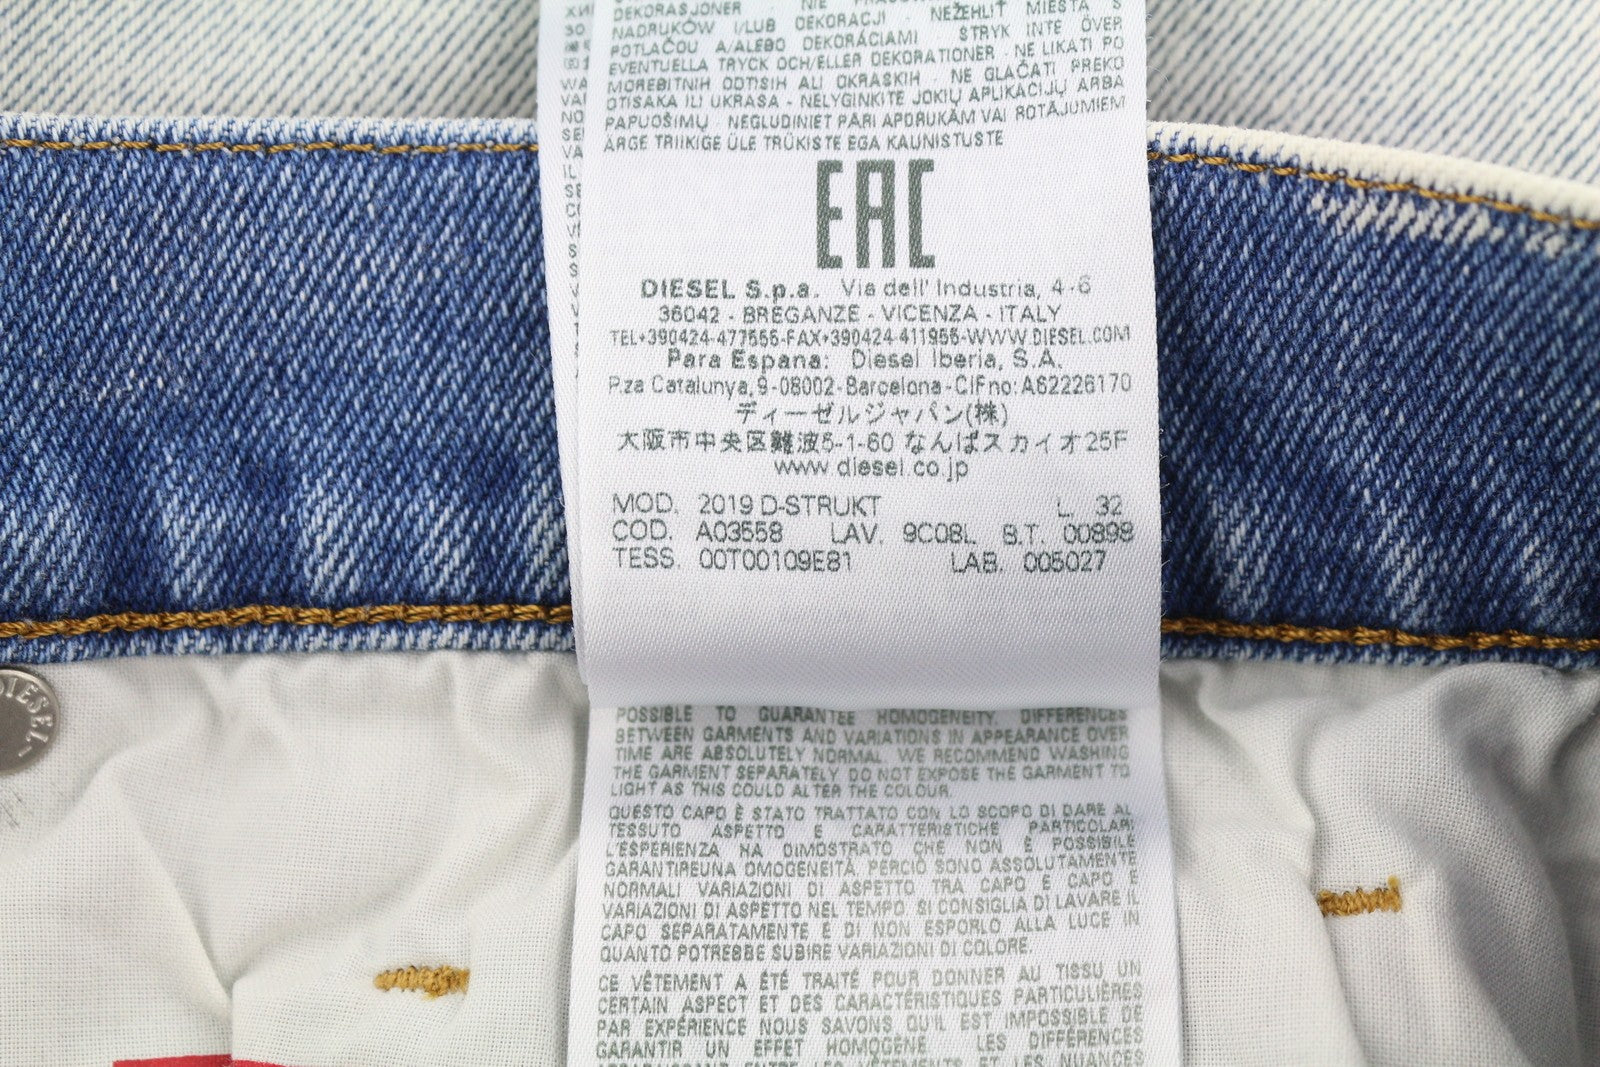 DEKORASJONER NIE
NADRUKÓW I/LUB DEKORACJI - NEŽEHLIŤ MIESTA S
POTLAČOU A/ALEBO DEKORÁCIAMI STRYK INTE ÖVER
EVENTUELLA TRYCK OCH/ELLER DEKORATIONER - NE LIKATI PO
MOREBITNIH ODTISIH ALI OKRASKIH - NE GLAČATI PREKO
OTISAKA ILI UKRASA - NELYGINKITE JOKIŲ APLIKACIJŲ ARBA
PAPUOŠIMŲ - NEGLUDINIET PĀRI APDRUKĀM VAI ROTĀJUMIEM
ÄRGE TRIIKIGE ÜLE TRÜKISTE EGA KAUNISTUSTE
EAC
DIESEL S.p.a. Via dell' Industria, 4-6
36042 - BREGANZE - VICENZA - ITALY
TEL+390424-477555-FAX+390424-411955-WWW.DIESEL.COM
Para Espana: Diesel Iberia, S.A.
P.za Catalunya,9-08002-Barcelona-CIFno:A62226170
ディーゼルジャパン(株)
大阪市中央区難波5-1-60 なんばスカイオ25F
www.diesel.co.jp
MOD. 2019 D-STRUKT L. 32
COD. A03558 LAV. 9C08L B.T. 00898
TESS. 00T00109E81 LAB. 005027
DIESEL
POSSIBLE TO GUARANTEE HOMOGENEITY. DIFFERENCES
BETWEEN GARMENTS AND VARIATIONS IN APPEARANCE OVER
TIME ARE ABSOLUTELY NORMAL. WE RECOMMEND WASHING
THE GARMENT SEPARATELY. DO NOT EXPOSE THE GARMENT TO
LIGHT AS THIS COULD ALTER THE COLOUR.
QUESTO CAPO È STATO TRATTATO CON LO SCOPO DI DARE AL
TESSUTO ASPETTO E CARATTERISTICHE PARTICOLARI
L'ESPERIENZA HA DIMOSTRATO CHE NON È POSSIBILE
GARANTIREUNA OMOGENEITÀ. PERCIÒ SONO ASSOLUTAMENTE
NORMALI VARIAZIONI DI ASPETTO TRA CAPO E CAPO E
VARIAZIONI DI ASPETTO NEL TEMPO. SI CONSIGLIA DI LAVARE IL
CAPO SEPARATAMENTE E DI NON ESPORLO ALLA LUCE IN
QUANTO POTREBBE SUBIRE VARIAZIONI DI COLORE.
CE VÊTEMENT A ÉTÉ TRAITÉ POUR DONNER AU TISSU UN
CERTAIN ASPECT ET DES CARACTÉRISTIQUES PARTICULIÈRES
PAR EXPÉRIENCE NOUS SAVONS QU'IL EST IMPOSSIBLE DE
GARANTIR UN EFFET HOMOGÈNE LES DIFFÉRENCES
ENTRE LES VÊTEMENTS ET LES NUANCES